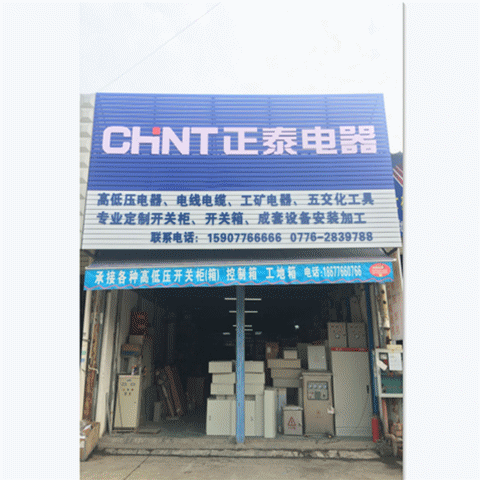 CHNT正泰电器
高低压电器、电线电缆、工矿电器、五交化工具
专业定制开关柜、开关箱、成套设备安装加工
联系电话：15907766666 0776-2839788
承接各种高低压开关柜(箱) 控制箱 工地箱 电话:18677660766